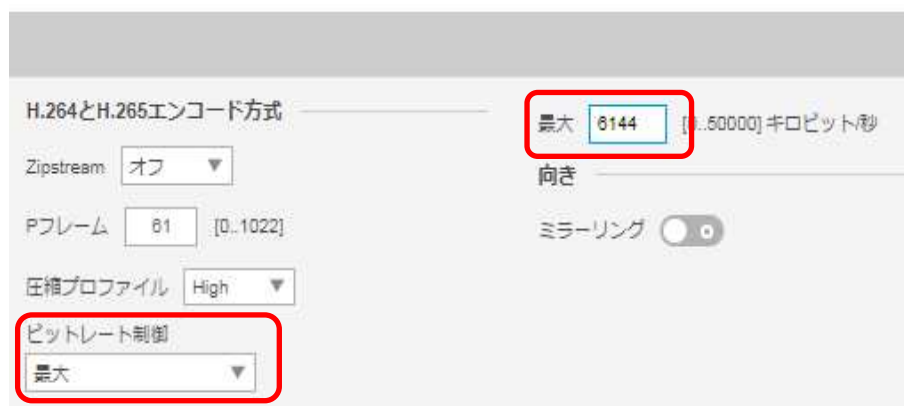 H.264とH.265エンコード方式
Zipstream オフ ▼
Pフレーム 61 [0..1022]
圧縮プロファイル High ▼
ビットレート制御
最大 ▼
最大 6144 [0..50000] キロビット/秒
向き
ミラーリング